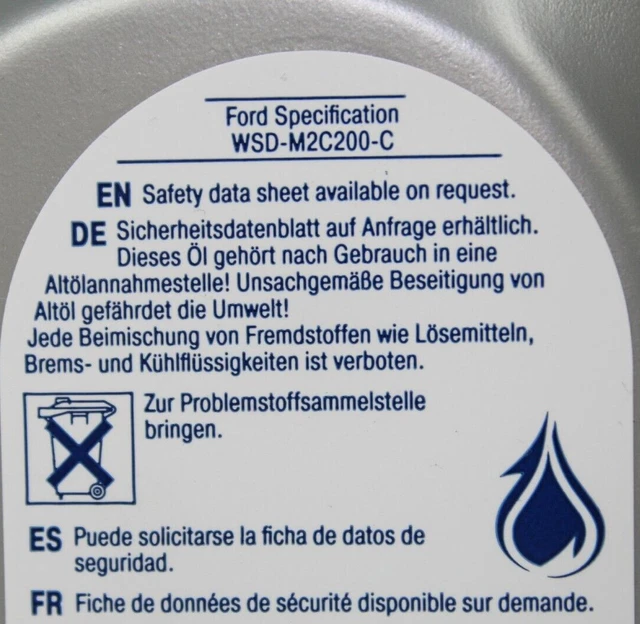 Ford Specification
WSD-M2C200-C
EN Safety data sheet available on request.
DE Sicherheitsdatenblatt auf Anfrage erhältlich.
Dieses Öl gehört nach Gebrauch in eine
Altölannahmestelle! Unsachgemäße Beseitigung von
Altöl gefährdet die Umwelt!
Jede Beimischung von Fremdstoffen wie Lösemitteln,
Brems- und Kühlflüssigkeiten ist verboten.
Zur Problemstoffsammelstelle
bringen.
ES Puede solicitarse la ficha de datos de
seguridad.
FR Fiche de données de sécurité disponible sur demande.